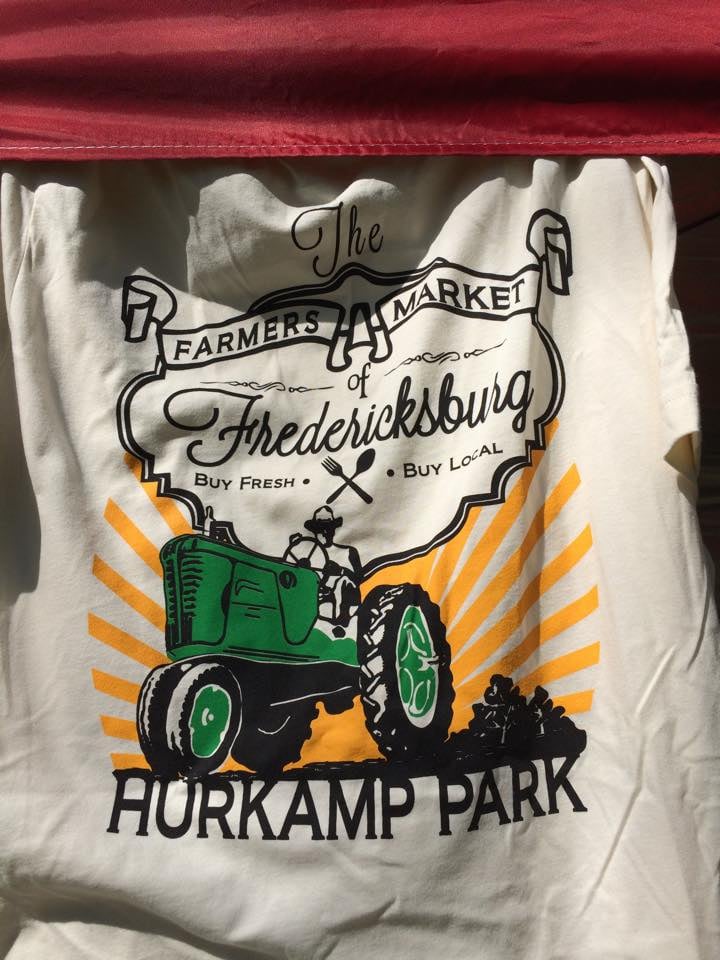 The
FARMERS MARKET
of
Fredericksburg
BUY FRESH • • BUY LOCAL
HURKAMP PARK